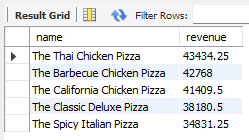 Result Grid Filter Rows:
name revenue
The Thai Chicken Pizza 43434.25
The Barbecue Chicken Pizza 42768
The California Chicken Pizza 41409.5
The Classic Deluxe Pizza 38180.5
The Spicy Italian Pizza 34831.25